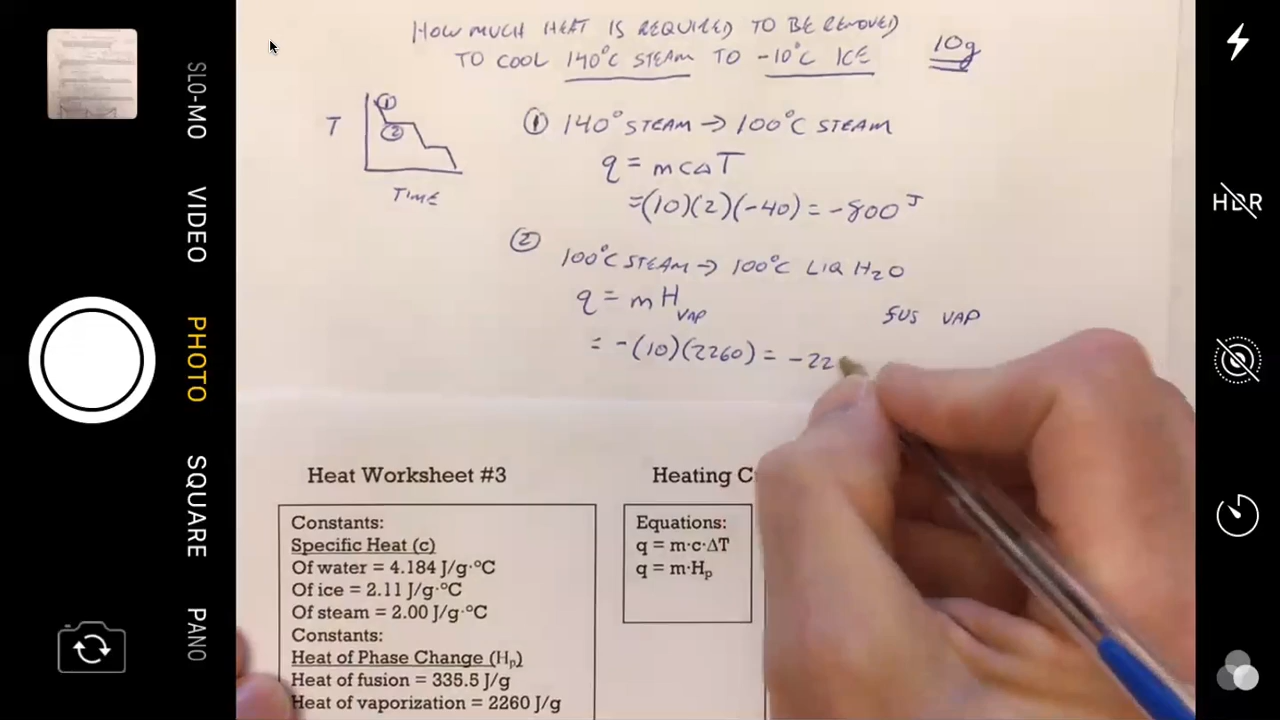 HOW MUCH HEAT IS REQUIRED TO BE REMOVED
TO COOL 140°C STEAM TO -10°C ICE
10g
T
①
②
TIME
① 140° STEAM → 100°C STEAM
q = mcΔT
=(10)(2)(-40) = -800 J
②
100°C STEAM → 100°C LIQ H2O
q = m HVAP
FUS VAP
= -(10)(2260) = -22
Heat Worksheet #3
Constants:
Specific Heat (c)
Of water = 4.184 J/g·°C
Of ice = 2.11 J/g·°C
Of steam = 2.00 J/g·°C
Constants:
Heat of Phase Change (Hp)
Heat of fusion = 335.5 J/g
Heat of vaporization = 2260 J/g
Heating C
Equations:
q = m·c·ΔT
q = m·Hp
SLO-MO
VIDEO
PHOTO
SQUARE
PANO
HDR